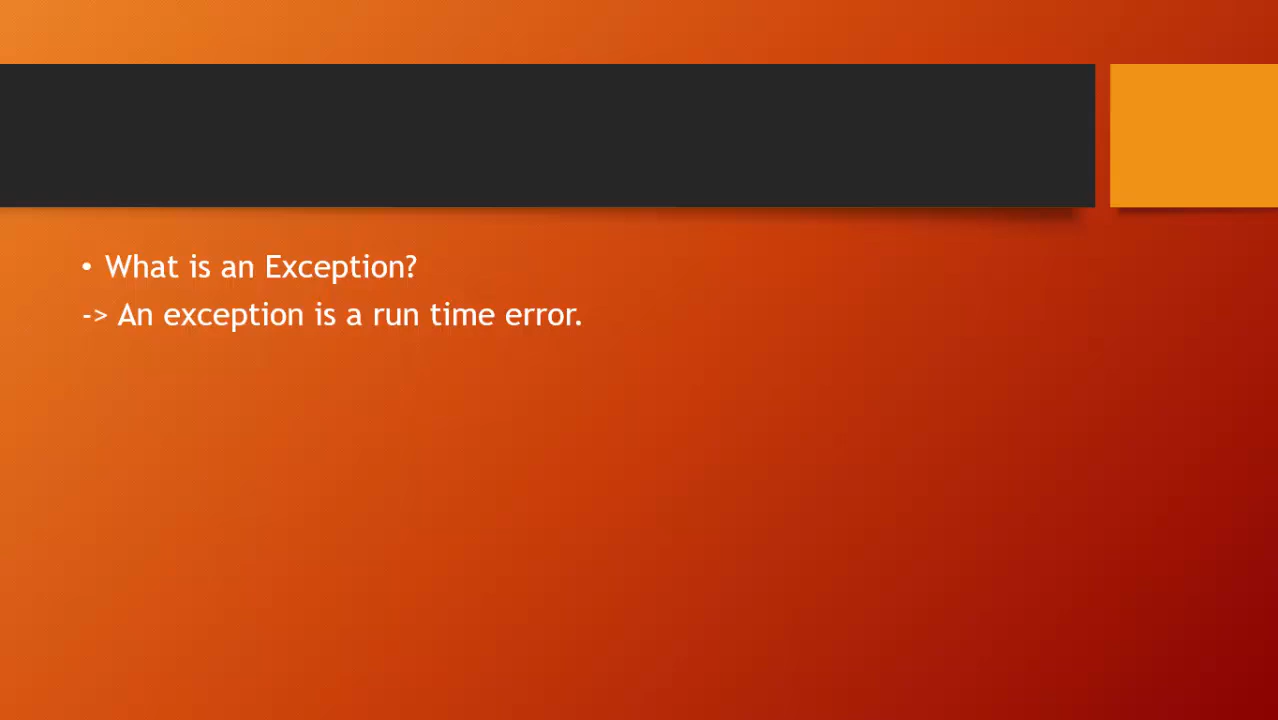 • What is an Exception?
-> An exception is a run time error.